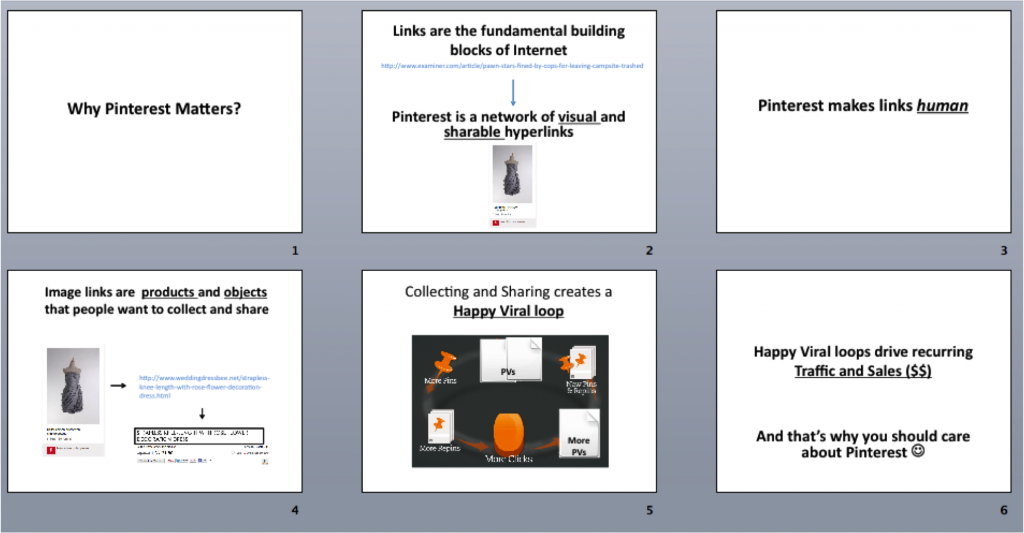 Why Pinterest Matters?
1
Links are the fundamental building
blocks of Internet
http://www.examiner.com/article/pawn-stars-fined-by-cops-for-leaving-campsite-trashed
Pinterest is a network of visual and
sharable hyperlinks
2
Pinterest makes links human
3
Image links are products and objects
that people want to collect and share
http://www.weddingdressbee.net/strapless-
knee-length-with-rose-flower-decoration-
dress.html
4
Collecting and Sharing creates a
Happy Viral loop
More Pins
PVs
New Pins
& Repins
More Repins
More Clicks
More
PVs
5
Happy Viral loops drive recurring
Traffic and Sales ($$)
And that's why you should care
about Pinterest ☺
6